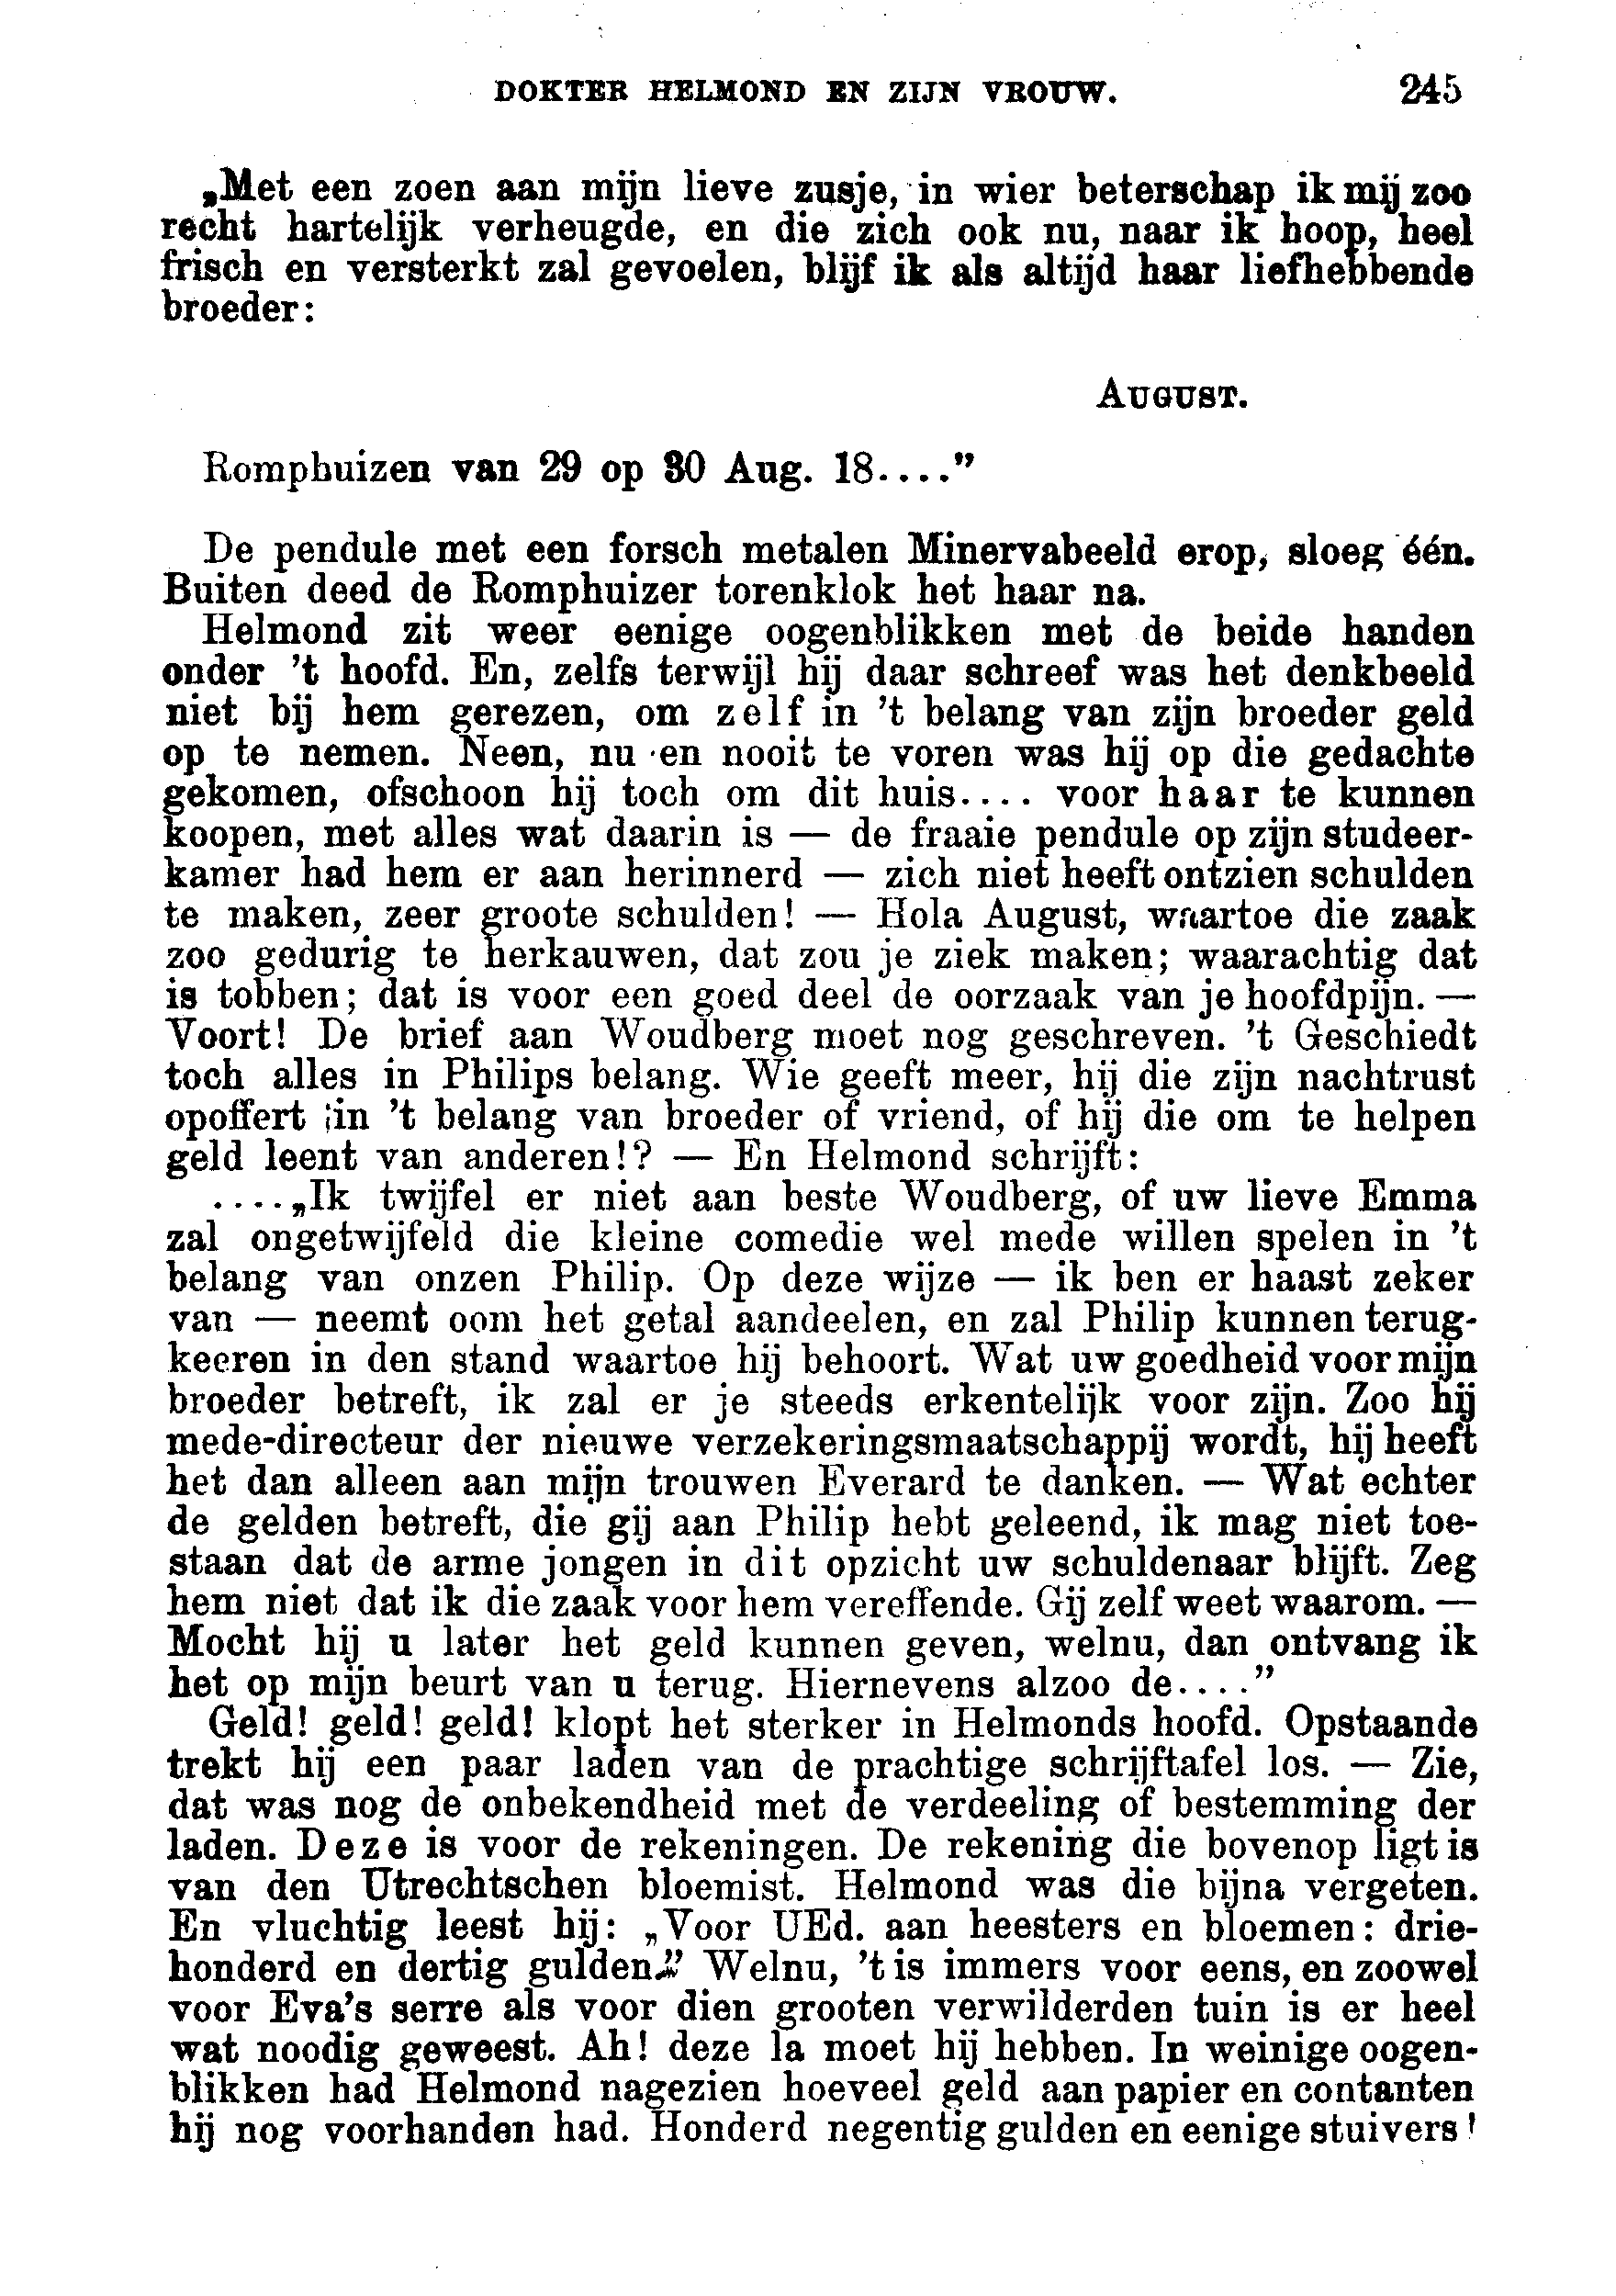 DOKTER HELMOND EN ZIJN VROUW. 245
„Met een zoen aan mijn lieve zusje, in wier beterschap ik mij zoo
recht hartelijk verheugde, en die zich ook nu, naar ik hoop, heel
frisch en versterkt zal gevoelen, blijf ik als altijd haar liefhebbende
broeder:
AUGUST.
Romphuizen van 29 op 30 Aug. 18....”
De pendule met een forsch metalen Minervabeeld erop, sloeg één.
Buiten deed de Romphuizer torenklok het haar na.
Helmond zit weer eenige oogenblikken met de beide handen
onder 't hoofd. En, zelfs terwijl hij daar schreef was het denkbeeld
niet bij hem gerezen, om zelf in 't belang van zijn broeder geld
op te nemen. Neen, nu en nooit te voren was hij op die gedachte
gekomen, ofschoon hij toch om dit huis.... voor haar te kunnen
koopen, met alles wat daarin is — de fraaie pendule op zijn studeer-
kamer had hem er aan herinnerd — zich niet heeft ontzien schulden
te maken, zeer groote schulden! — Hola August, waartoe die zaak
zoo gedurig te herkauwen, dat zou je ziek maken; waarachtig dat
is tobben; dat is voor een goed deel de oorzaak van je hoofdpijn. —
Voort! De brief aan Woudberg moet nog geschreven. 't Geschiedt
toch alles in Philips belang. Wie geeft meer, hij die zijn nachtrust
opoffert in 't belang van broeder of vriend, of hij die om te helpen
geld leent van anderen!? — En Helmond schrijft:
....„Ik twijfel er niet aan beste Woudberg, of uw lieve Emma
zal ongetwijfeld die kleine comedie wel mede willen spelen in 't
belang van onzen Philip. Op deze wijze — ik ben er haast zeker
van — neemt oom het getal aandeelen, en zal Philip kunnen terug-
keeren in den stand waartoe hij behoort. Wat uw goedheid voor mijn
broeder betreft, ik zal er je steeds erkentelijk voor zijn. Zoo hij
mede-directeur der nieuwe verzekeringsmaatschappij wordt, hij heeft
het dan alleen aan mijn trouwen Everard te danken. — Wat echter
de gelden betreft, die gij aan Philip hebt geleend, ik mag niet toe-
staan dat de arme jongen in dit opzicht uw schuldenaar blijft. Zeg
hem niet dat ik die zaak voor hem vereffende. Gij zelf weet waarom. —
Mocht hij u later het geld kunnen geven, welnu, dan ontvang ik
het op mijn beurt van u terug. Hiernevens alzoo de....”
Geld! geld! geld! klopt het sterker in Helmonds hoofd. Opstaande
trekt hij een paar laden van de prachtige schrijftafel los. — Zie,
dat was nog de onbekendheid met de verdeeling of bestemming der
laden. Deze is voor de rekeningen. De rekening die bovenop ligt is
van den Utrechtschen bloemist. Helmond was die bijna vergeten.
En vluchtig leest hij: „Voor UEd. aan heesters en bloemen: drie-
honderd en dertig gulden.” Welnu, 't is immers voor eens, en zoowel
voor Eva's serre als voor dien grooten verwilderden tuin is er heel
wat noodig geweest. Ah! deze la moet hij hebben. In weinige oogen-
blikken had Helmond nagezien hoeveel geld aan papier en contanten
hij nog voorhanden had. Honderd negentig gulden en eenige stuivers!